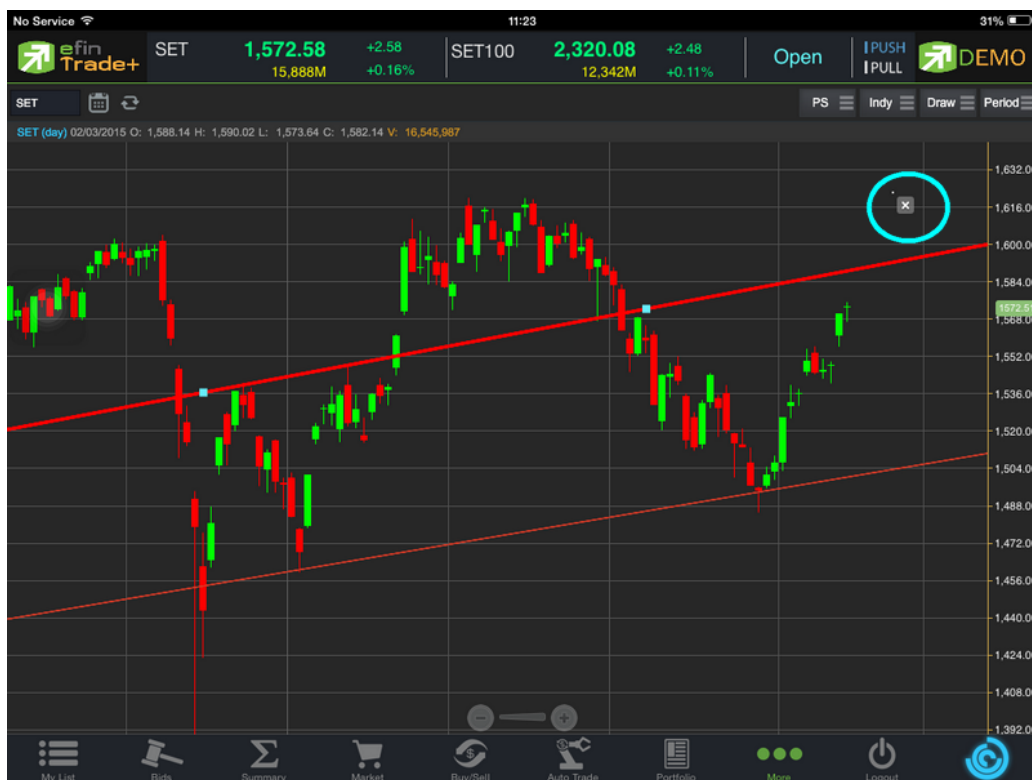 No Service 11:23 31%
efin Trade+ SET 1,572.58 +2.58 SET100 2,320.08 +2.48 Open PUSH DEMO
15,888M +0.16% 12,342M +0.11% PULL
SET PS Indy Draw Period
SET (day) 02/03/2015 O: 1,588.14 H: 1,590.02 L: 1,573.64 C: 1,582.14 V: 16,545,987
1,632.0
1,616.0
1,600.0
1,584.0
1572.5
1,568.0
1,552.0
1,536.0
1,520.0
1,504.0
1,488.0
1,472.0
1,456.0
1,440.0
1,424.0
1,408.0
1,392.0
My List Bids Summary Market Buy/Sell Auto Trade Portfolio More Logout